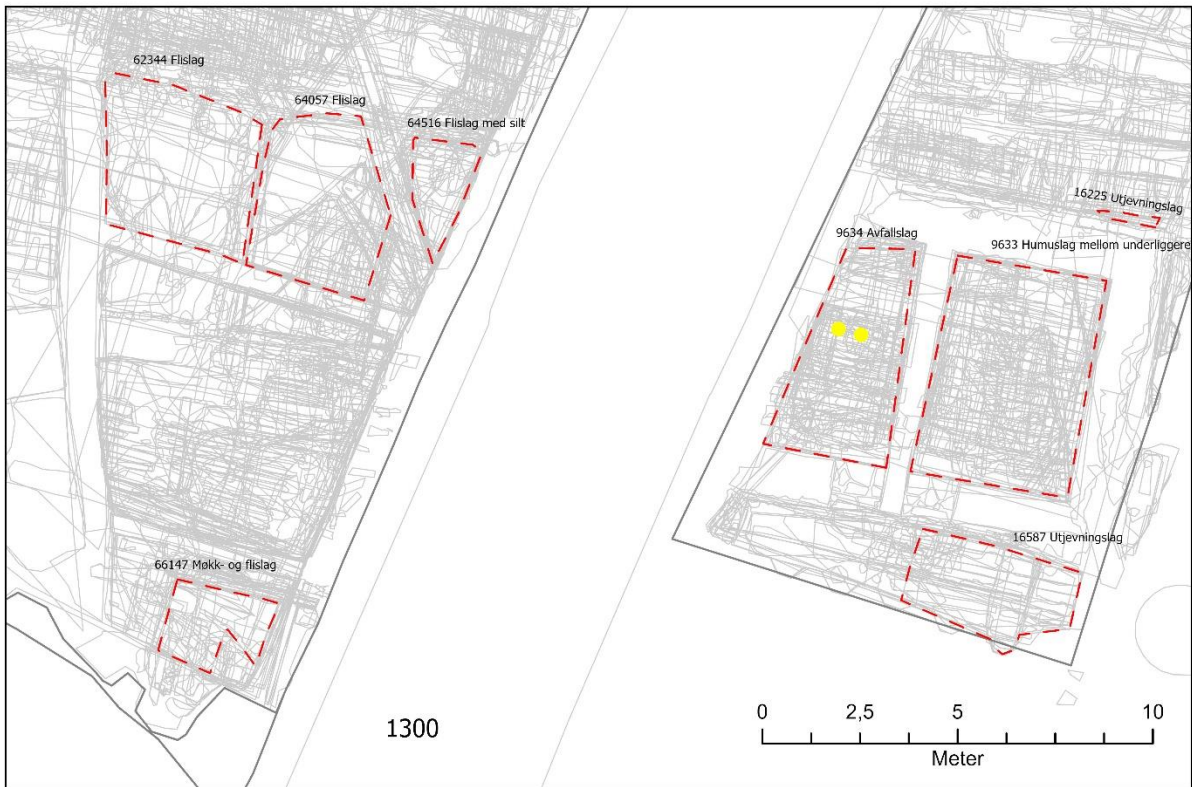 62344 Flislag
64057 Flislag
64516 Flislag med silt
16225 Utjevningslag
9634 Avfallslag
9633 Humuslag mellom underliggere
16587 Utjevningslag
66147 Møkk- og flislag
1300
0 2,5 5 10
Meter